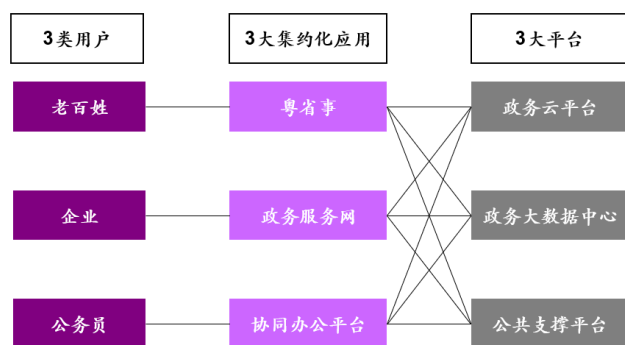 3类用户
3大集约化应用
3大平台
老百姓
粤省事
政务云平台
企业
政务服务网
政务大数据中心
公务员
协同办公平台
公共支撑平台